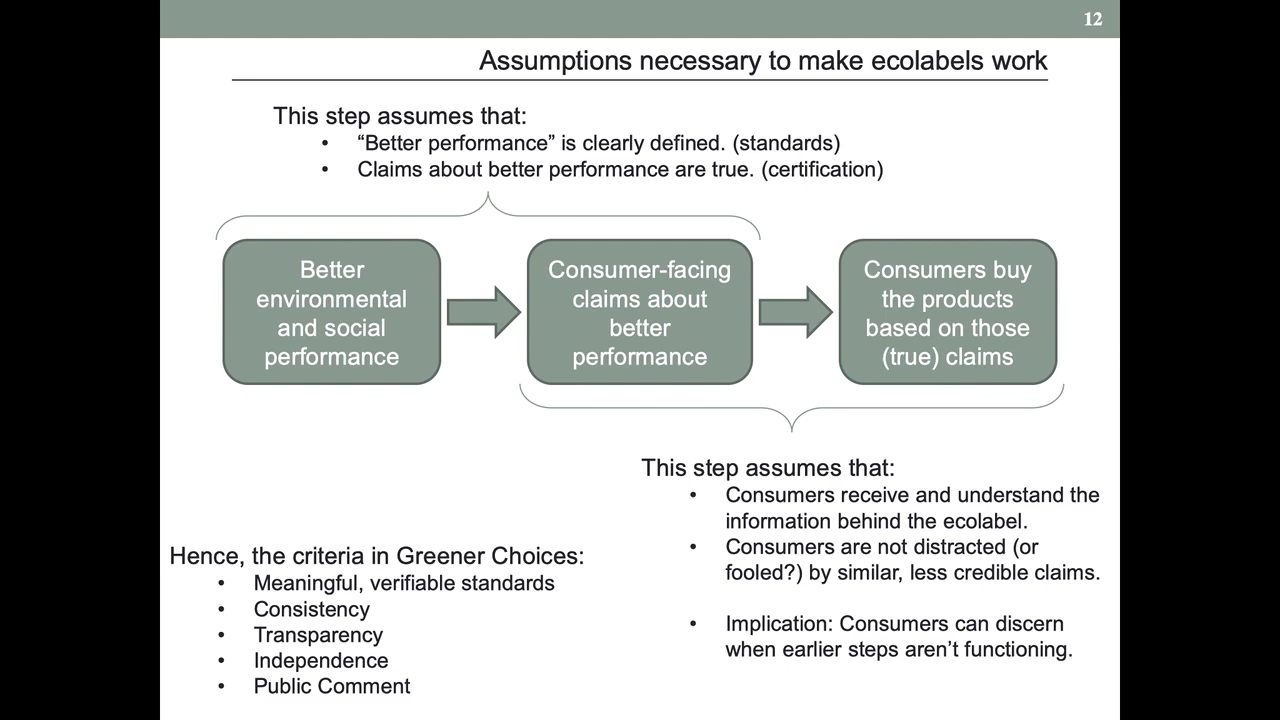 12
Assumptions necessary to make ecolabels work
This step assumes that:
• “Better performance” is clearly defined. (standards)
• Claims about better performance are true. (certification)
Better
environmental
and social
performance
Consumer-facing
claims about
better
performance
Consumers buy
the products
based on those
(true) claims
This step assumes that:
• Consumers receive and understand the
information behind the ecolabel.
• Consumers are not distracted (or
fooled?) by similar, less credible claims.
• Implication: Consumers can discern
when earlier steps aren’t functioning.
Hence, the criteria in Greener Choices:
• Meaningful, verifiable standards
• Consistency
• Transparency
• Independence
• Public Comment